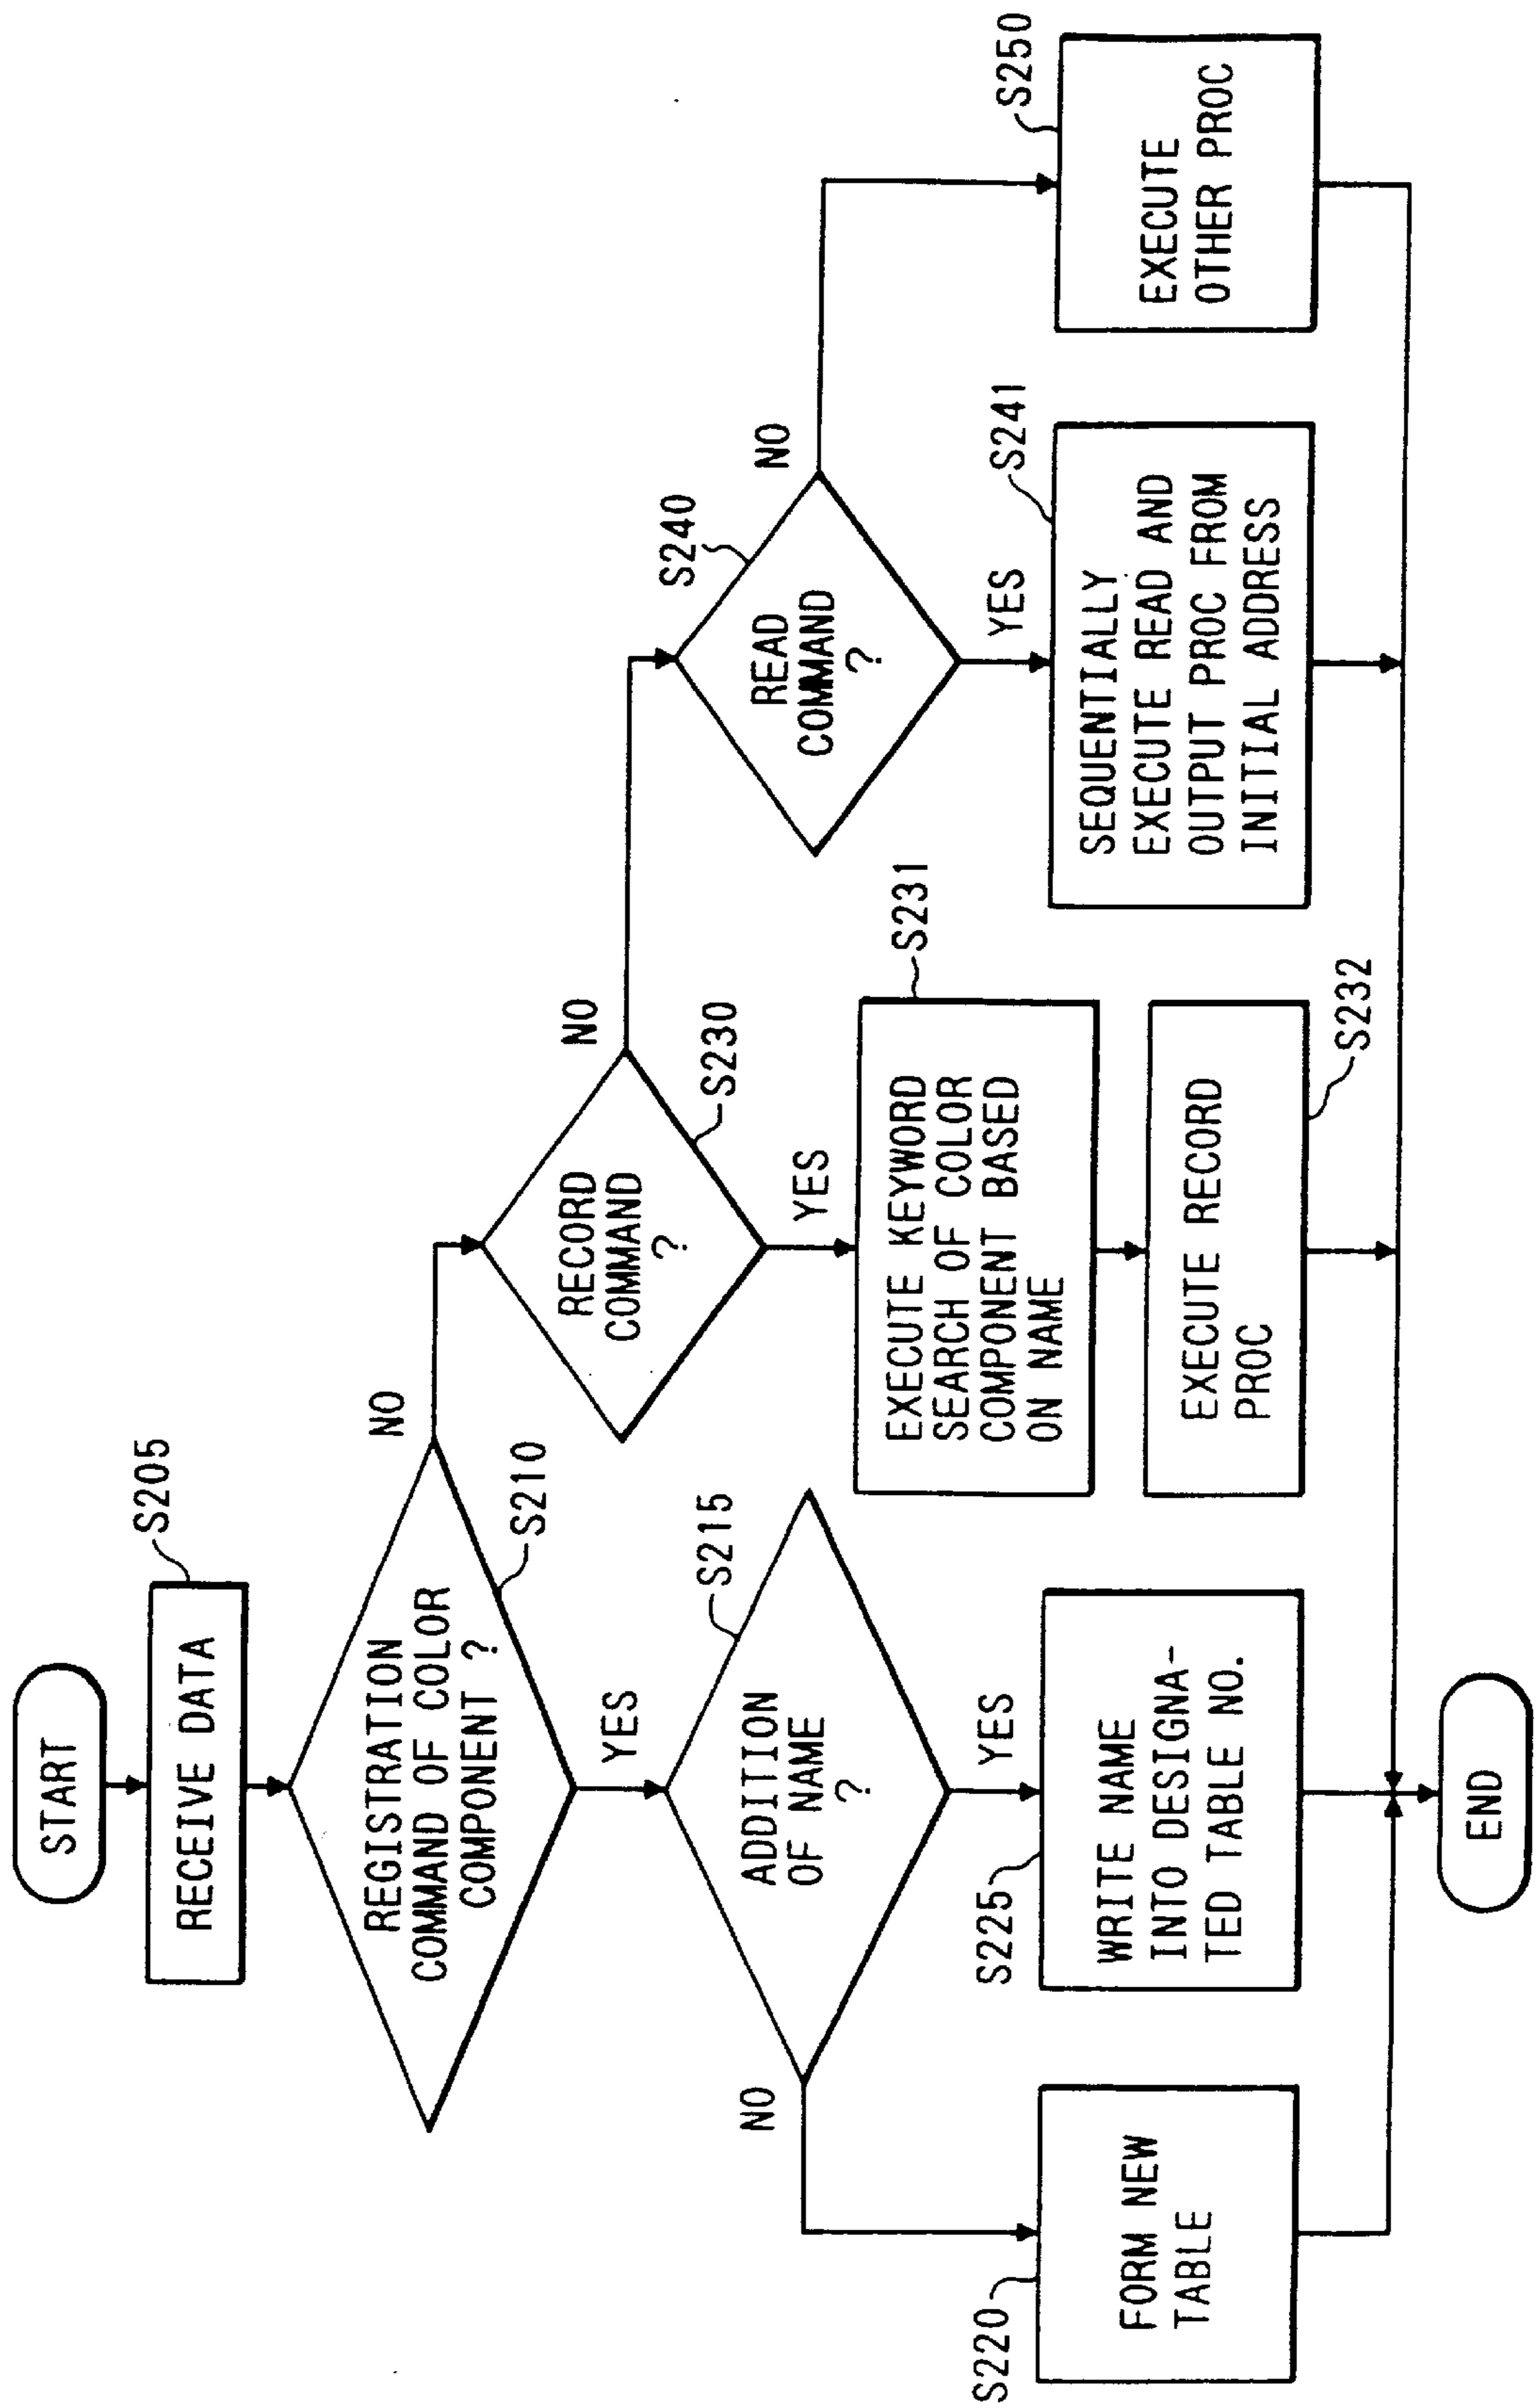 START
RECEIVE DATA
S205
REGISTRATION
COMMAND OF COLOR
COMPONENT ?
S210
NO
YES
ADDITION
OF NAME
?
S215
NO
YES
S220
FORM NEW
TABLE
S225
WRITE NAME
INTO DESIGNA-
TED TABLE NO.
RECORD
COMMAND
?
S230
NO
YES
EXECUTE KEYWORD
SEARCH OF COLOR
COMPONENT BASED
ON NAME
S231
EXECUTE RECORD
PROC
S232
READ
COMMAND
?
S240
NO
YES
SEQUENTIALLY
EXECUTE READ AND
OUTPUT PROC FROM
INITIAL ADDRESS
S241
EXECUTE
OTHER PROC
S250
END